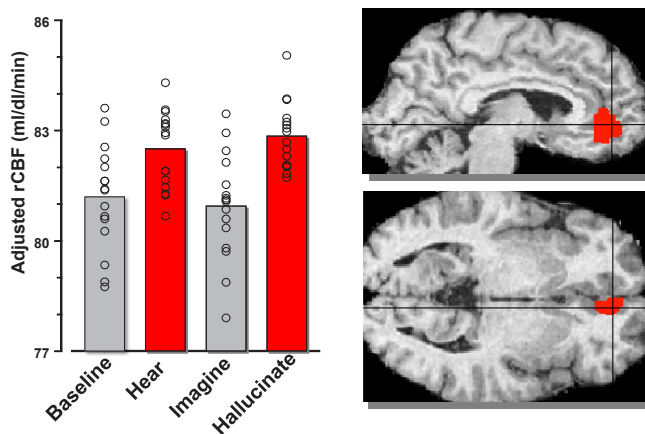 Adjusted rCBF (ml/dl/min)
86
83
80
77
Baseline
Hear
Imagine
Hallucinate